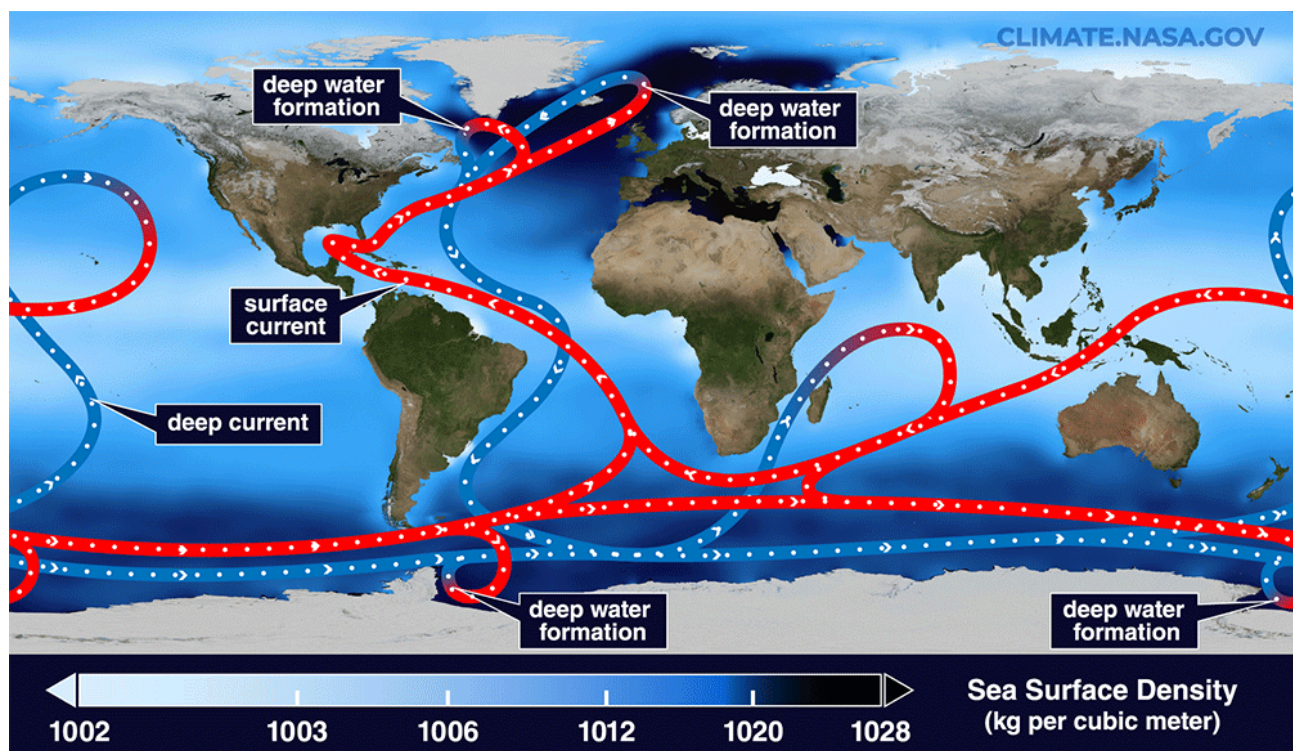 CLIMATE.NASA.GOV
deep water
formation
deep water
formation
surface
current
deep current
deep water
formation
deep water
formation
1002
1003
1006
1012
1020
1028
Sea Surface Density
(kg per cubic meter)